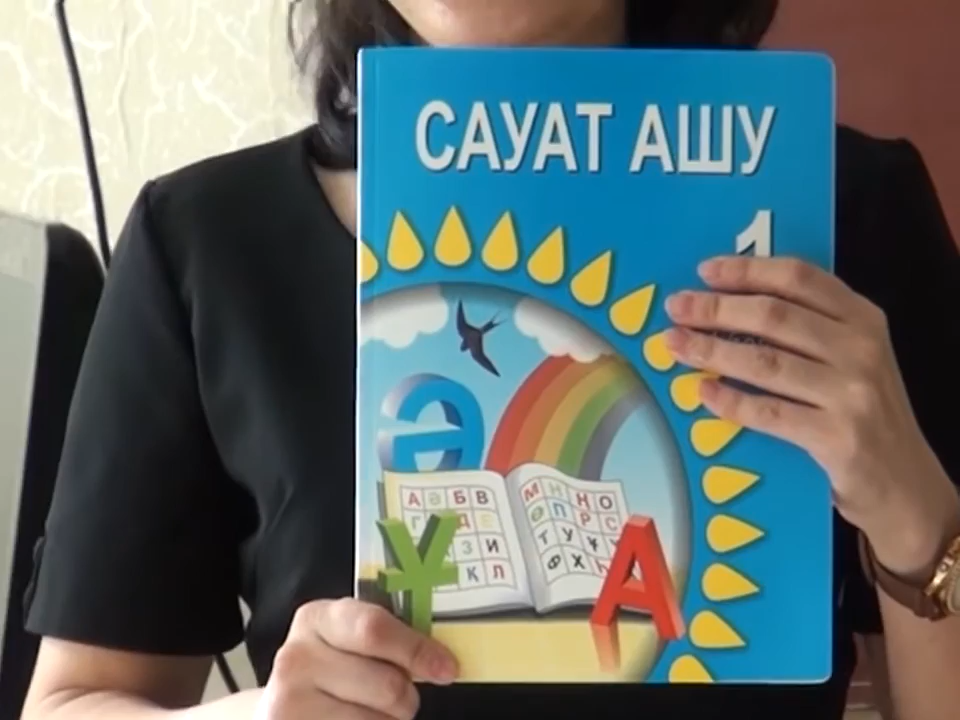 САУАТ АШУ
1
Ә
А Ә Б В
М Н О
З И
Қ Л
Ө П Р С
Т У Ұ
Ф Х Һ
Ұ А